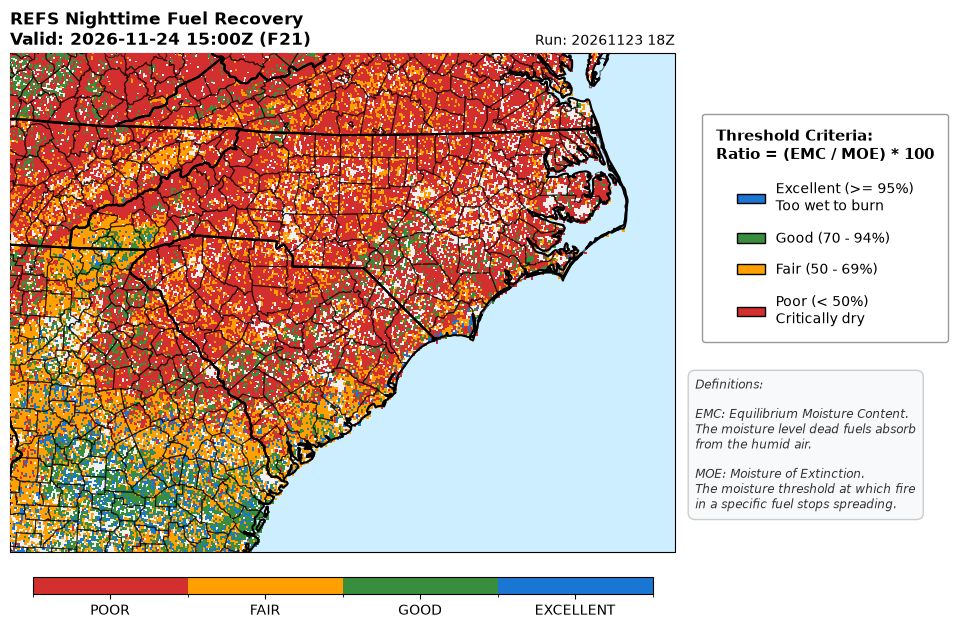 REFS Nighttime Fuel Recovery
Valid: 2026-11-24 15:00Z (F21)
Run: 20261123 18Z
Threshold Criteria:
Ratio = (EMC / MOE) * 100
Excellent (>= 95%)
Too wet to burn
Good (70 - 94%)
Fair (50 - 69%)
Poor (< 50%)
Critically dry
Definitions:
EMC: Equilibrium Moisture Content.
The moisture level dead fuels absorb
from the humid air.
MOE: Moisture of Extinction.
The moisture threshold at which fire
in a specific fuel stops spreading.
POOR
FAIR
GOOD
EXCELLENT